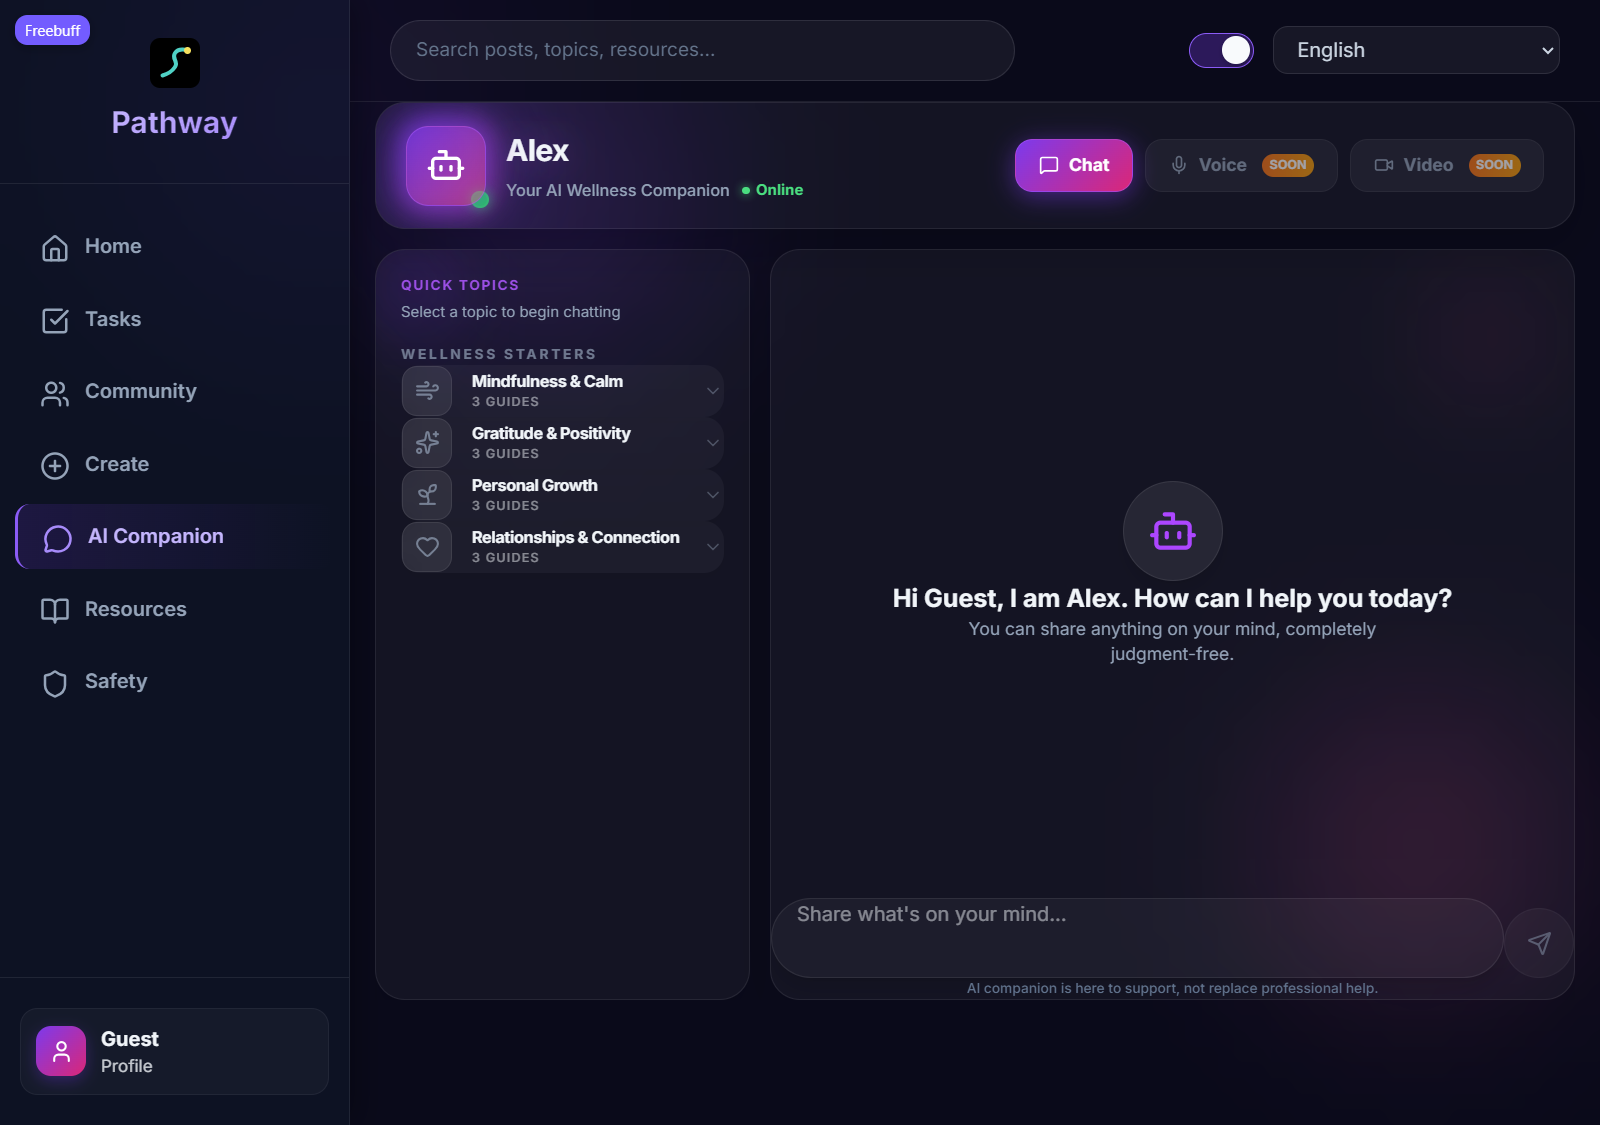 Freebuff
Pathway
Home
Tasks
Community
Create
AI Companion
Resources
Safety
Guest
Profile
Search posts, topics, resources...
English
Alex
Your AI Wellness Companion
Online
Chat
Voice
SOON
Video
SOON
QUICK TOPICS
Select a topic to begin chatting
WELLNESS STARTERS
Mindfulness & Calm
3 GUIDES
Gratitude & Positivity
3 GUIDES
Personal Growth
3 GUIDES
Relationships & Connection
3 GUIDES
Hi Guest, I am Alex. How can I help you today?
You can share anything on your mind, completely
judgment-free.
Share what's on your mind...
AI companion is here to support, not replace professional help.